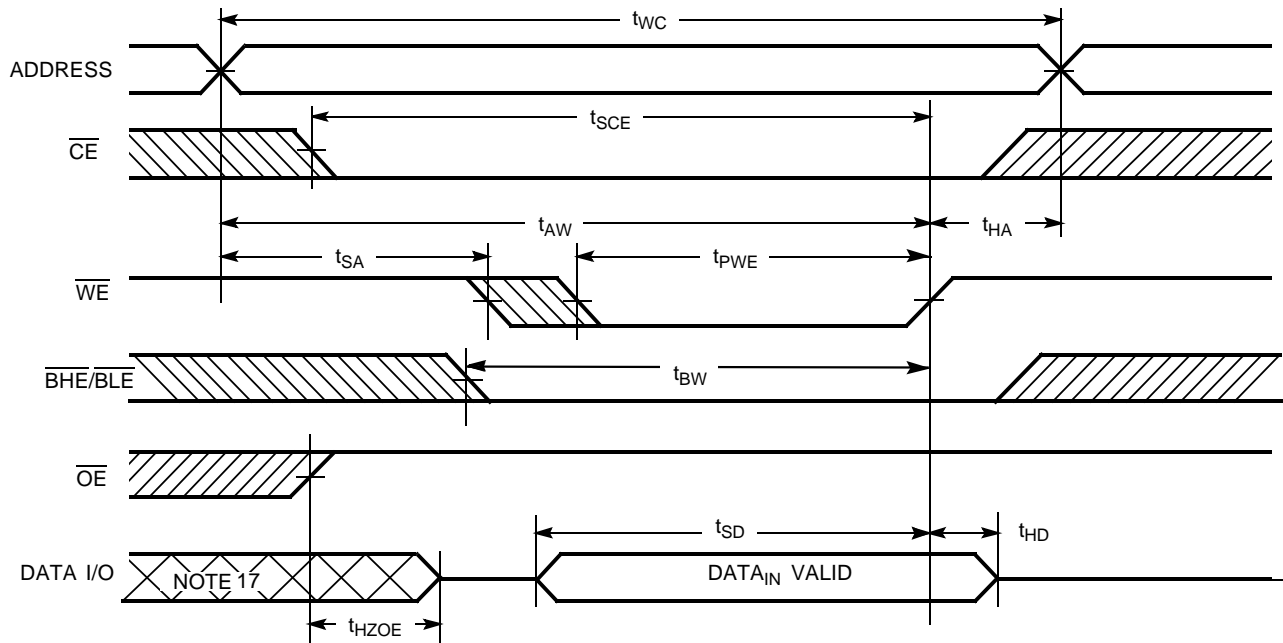 tWC
ADDRESS
tSCE
CE
tAW
tHA
tSA
tPWE
WE
BHE/BLE
tBW
OE
tSD
tHD
DATA I/O
NOTE 17
DATAIN VALID
tHZOE